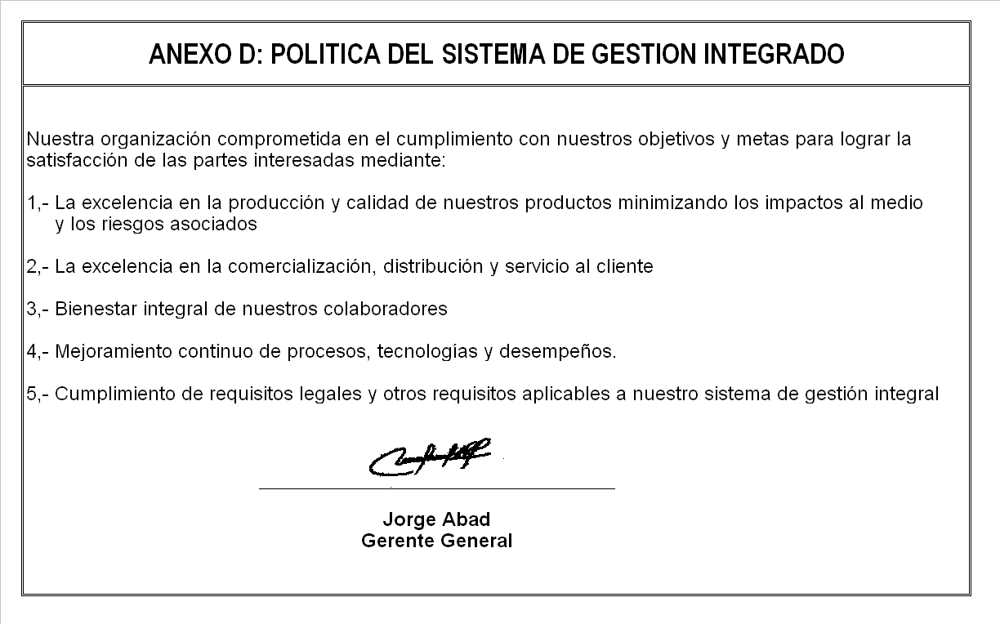 ANEXO D: POLITICA DEL SISTEMA DE GESTION INTEGRADO
Nuestra organización comprometida en el cumplimiento con nuestros objetivos y metas para lograr la
satisfacción de las partes interesadas mediante:
1,- La excelencia en la producción y calidad de nuestros productos minimizando los impactos al medio
y los riesgos asociados
2,- La excelencia en la comercialización, distribución y servicio al cliente
3,- Bienestar integral de nuestros colaboradores
4,- Mejoramiento continuo de procesos, tecnologías y desempeños.
5,- Cumplimiento de requisitos legales y otros requisitos aplicables a nuestro sistema de gestión integral
Jorge Abad
Gerente General